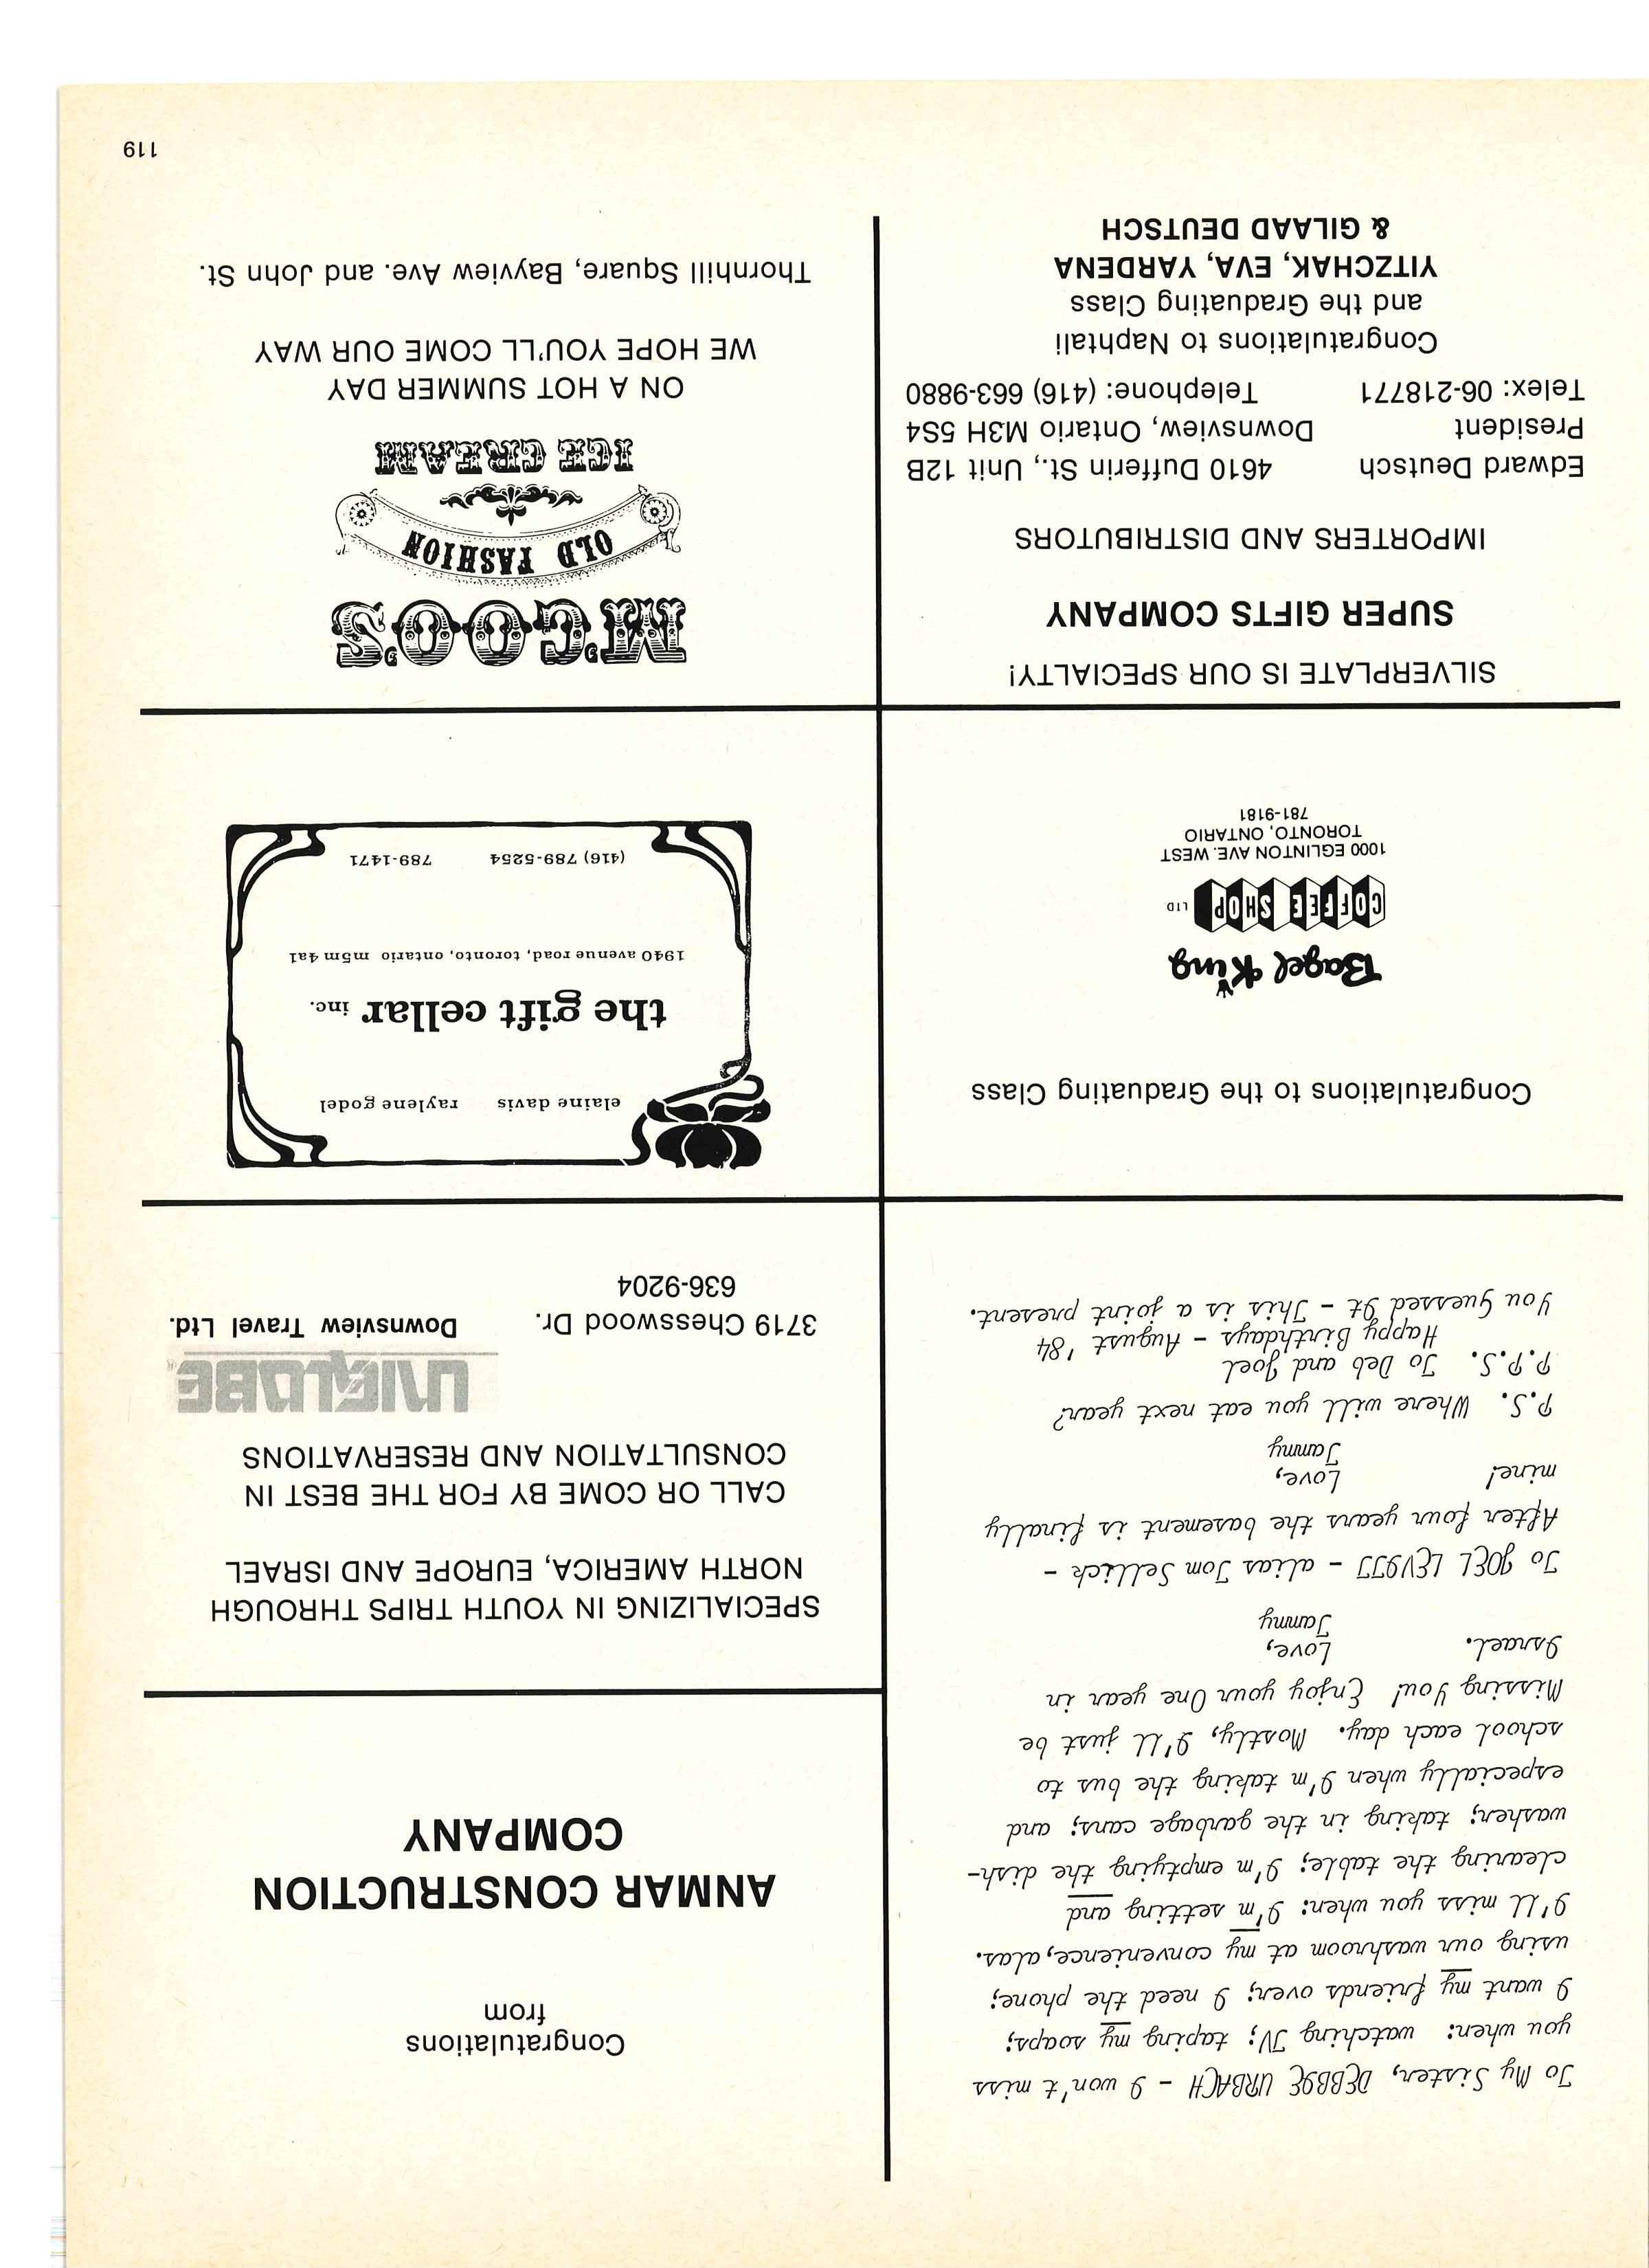 To My Sister, DEBBIE URBACH - I won't miss
you when: watching TV; taping my soaps;
I want my friends over; I need the phone;
using our washroom at my convenience, alas.
I'll miss you when: I'm setting and
clearing the table; I'm emptying the dish-
washer; taking in the garbage cans; and
especially when I'm taking the bus to
school each day. Mostly, I'll just be
Missing You! Enjoy your One year in
Israel. Love,
Tammy
To JOEL LEVITT - alias Tom Sellick -
After four years the basement is finally
mine! Love,
Tammy
P.S. Where will you eat next year?
P.P.S. To Deb and Joel
Happy Birthdays - August '84
You Guessed It - This is a joint present.
Congratulations
from
ANMAR CONSTRUCTION
COMPANY
SPECIALIZING IN YOUTH TRIPS THROUGH
NORTH AMERICA, EUROPE AND ISRAEL
CALL OR COME BY FOR THE BEST IN
CONSULTATION AND RESERVATIONS
UNIGLOBE®
3719 Chesswood Dr. Downsview Travel Ltd.
636-9204
Congratulations to the Graduating Class
Bagel King
COFFEE SHOP LTD
1000 EGLINTON AVE. WEST
TORONTO, ONTARIO
781-9181
elaine davis raylene godel
the gift cellar inc.
1940 avenue road, toronto, ontario m5m 4a1
(416) 789-5254 789-1471
SILVERPLATE IS OUR SPECIALTY!
SUPER GIFTS COMPANY
IMPORTERS AND DISTRIBUTORS
Edward Deutsch 4610 Dufferin St., Unit 12B
President Downsview, Ontario M3H 5S4
Telex: 06-218771 Telephone: (416) 663-9880
Congratulations to Naphtali
and the Graduating Class
YITZCHAK, EVA, YARDENA
& GILAAD DEUTSCH
M'GOO'S
OLD FASHION
ICE CREAM
ON A HOT SUMMER DAY
WE HOPE YOU'LL COME OUR WAY
Thornhill Square, Bayview Ave. and John St.
119